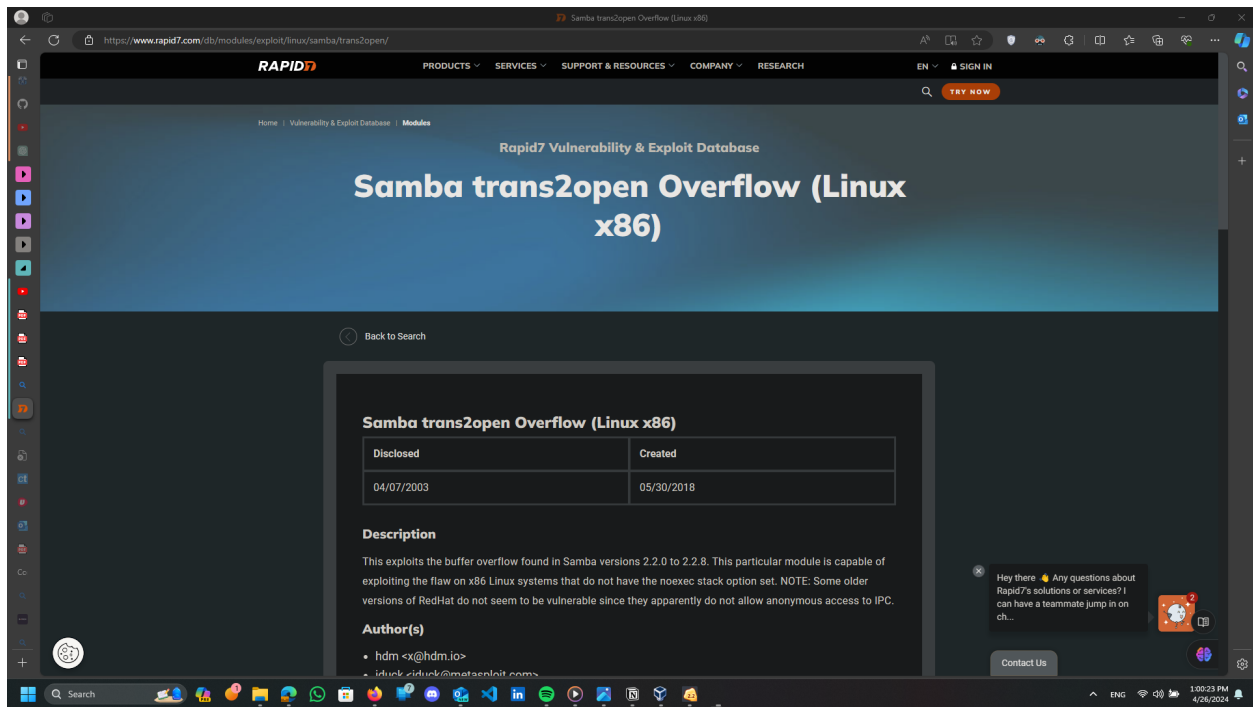 Samba trans2open Overflow (Linux x86)
https://www.rapid7.com/db/modules/exploit/linux/samba/trans2open/
RAPID7
PRODUCTS
SERVICES
SUPPORT & RESOURCES
COMPANY
RESEARCH
EN
SIGN IN
TRY NOW
Home | Vulnerability & Exploit Database | Modules
Rapid7 Vulnerability & Exploit Database
Samba trans2open Overflow (Linux
x86)
Back to Search
Samba trans2open Overflow (Linux x86)
Disclosed
Created
04/07/2003
05/30/2018
Description
This exploits the buffer overflow found in Samba versions 2.2.0 to 2.2.8. This particular module is capable of
exploiting the flaw on x86 Linux systems that do not have the noexec stack option set. NOTE: Some older
versions of RedHat do not seem to be vulnerable since they apparently do not allow anonymous access to IPC.
Author(s)
• hdm <x@hdm.io>
• jduck <jduck@metasploit.com>
Hey there 👋 Any questions about
Rapid7's solutions or services? I
can have a teammate jump in on
ch...
2
Contact Us
Search
ENG
1:00:23 PM
4/26/2024